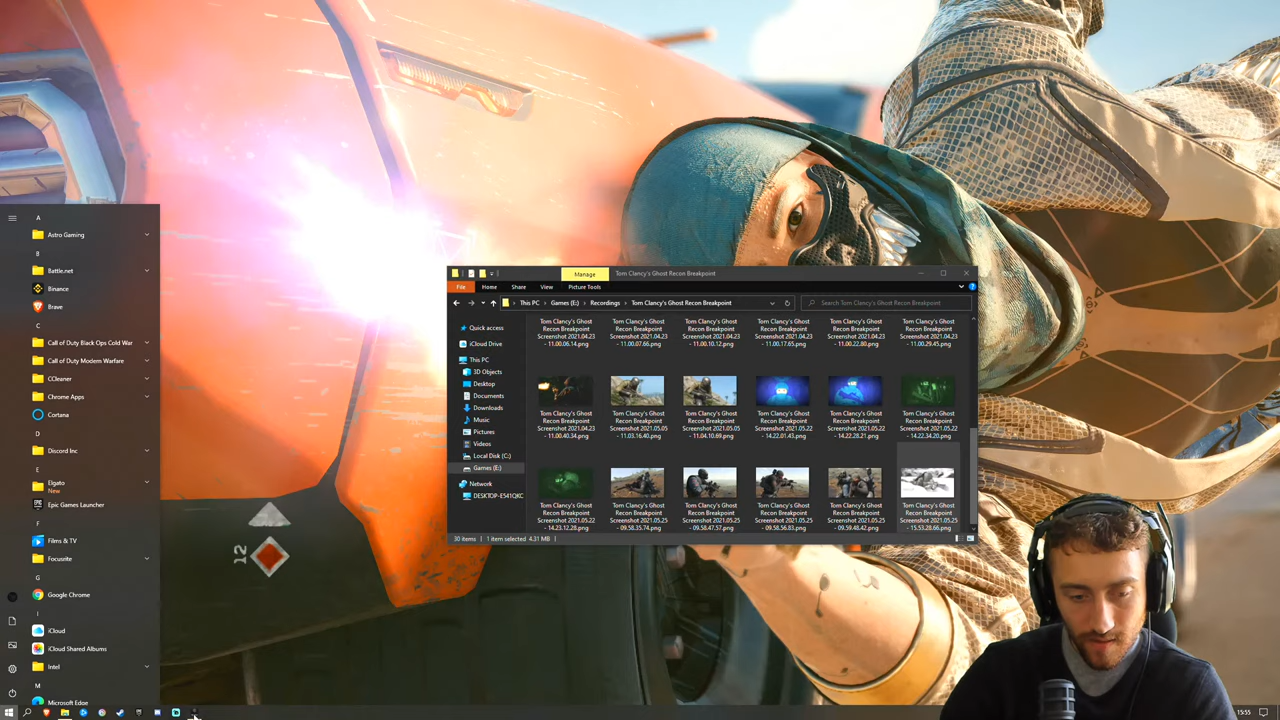 A
Astro Gaming
B
Battle.net
Binance
Brave
C
Call of Duty Black Ops Cold War
Call of Duty Modern Warfare
CCleaner
Chrome Apps
Cortana
D
Discord Inc
E
Elgato
New
Epic Games Launcher
F
Films & TV
Focusrite
G
Google Chrome
I
iCloud
iCloud Shared Albums
Intel
M
Microsoft Edge
12
Manage
Tom Clancy's Ghost Recon Breakpoint
File
Home
Share
View
Picture Tools
This PC > Games (E:) > Recordings > Tom Clancy's Ghost Recon Breakpoint
Search Tom Clancy's Ghost Recon Breakpoint
Quick access
iCloud Drive
This PC
3D Objects
Desktop
Documents
Downloads
Music
Pictures
Videos
Local Disk (C:)
Games (E:)
Network
DESKTOP-E541QKC
Tom Clancy's Ghost
Recon Breakpoint
Screenshot 2021.04.23
- 11.00.06.14.png
Tom Clancy's Ghost
Recon Breakpoint
Screenshot 2021.04.23
- 11.00.07.66.png
Tom Clancy's Ghost
Recon Breakpoint
Screenshot 2021.04.23
- 11.00.10.12.png
Tom Clancy's Ghost
Recon Breakpoint
Screenshot 2021.04.23
- 11.00.17.65.png
Tom Clancy's Ghost
Recon Breakpoint
Screenshot 2021.04.23
- 11.00.22.80.png
Tom Clancy's Ghost
Recon Breakpoint
Screenshot 2021.04.23
- 11.00.29.45.png
Tom Clancy's Ghost
Recon Breakpoint
Screenshot 2021.04.23
- 11.00.40.34.png
Tom Clancy's Ghost
Recon Breakpoint
Screenshot 2021.05.05
- 11.03.16.40.png
Tom Clancy's Ghost
Recon Breakpoint
Screenshot 2021.05.05
- 11.04.10.69.png
Tom Clancy's Ghost
Recon Breakpoint
Screenshot 2021.05.22
- 14.22.01.43.png
Tom Clancy's Ghost
Recon Breakpoint
Screenshot 2021.05.22
- 14.22.28.21.png
Tom Clancy's Ghost
Recon Breakpoint
Screenshot 2021.05.22
- 14.22.34.20.png
Tom Clancy's Ghost
Recon Breakpoint
Screenshot 2021.05.22
- 14.23.12.28.png
Tom Clancy's Ghost
Recon Breakpoint
Screenshot 2021.05.25
- 09.58.35.74.png
Tom Clancy's Ghost
Recon Breakpoint
Screenshot 2021.05.25
- 09.58.47.57.png
Tom Clancy's Ghost
Recon Breakpoint
Screenshot 2021.05.25
- 09.58.56.83.png
Tom Clancy's Ghost
Recon Breakpoint
Screenshot 2021.05.25
- 09.59.48.42.png
Tom Clancy's Ghost
Recon Breakpoint
Screenshot 2021.05.25
- 15.53.28.66.png
30 items
1 item selected 4.31 MB
15:55